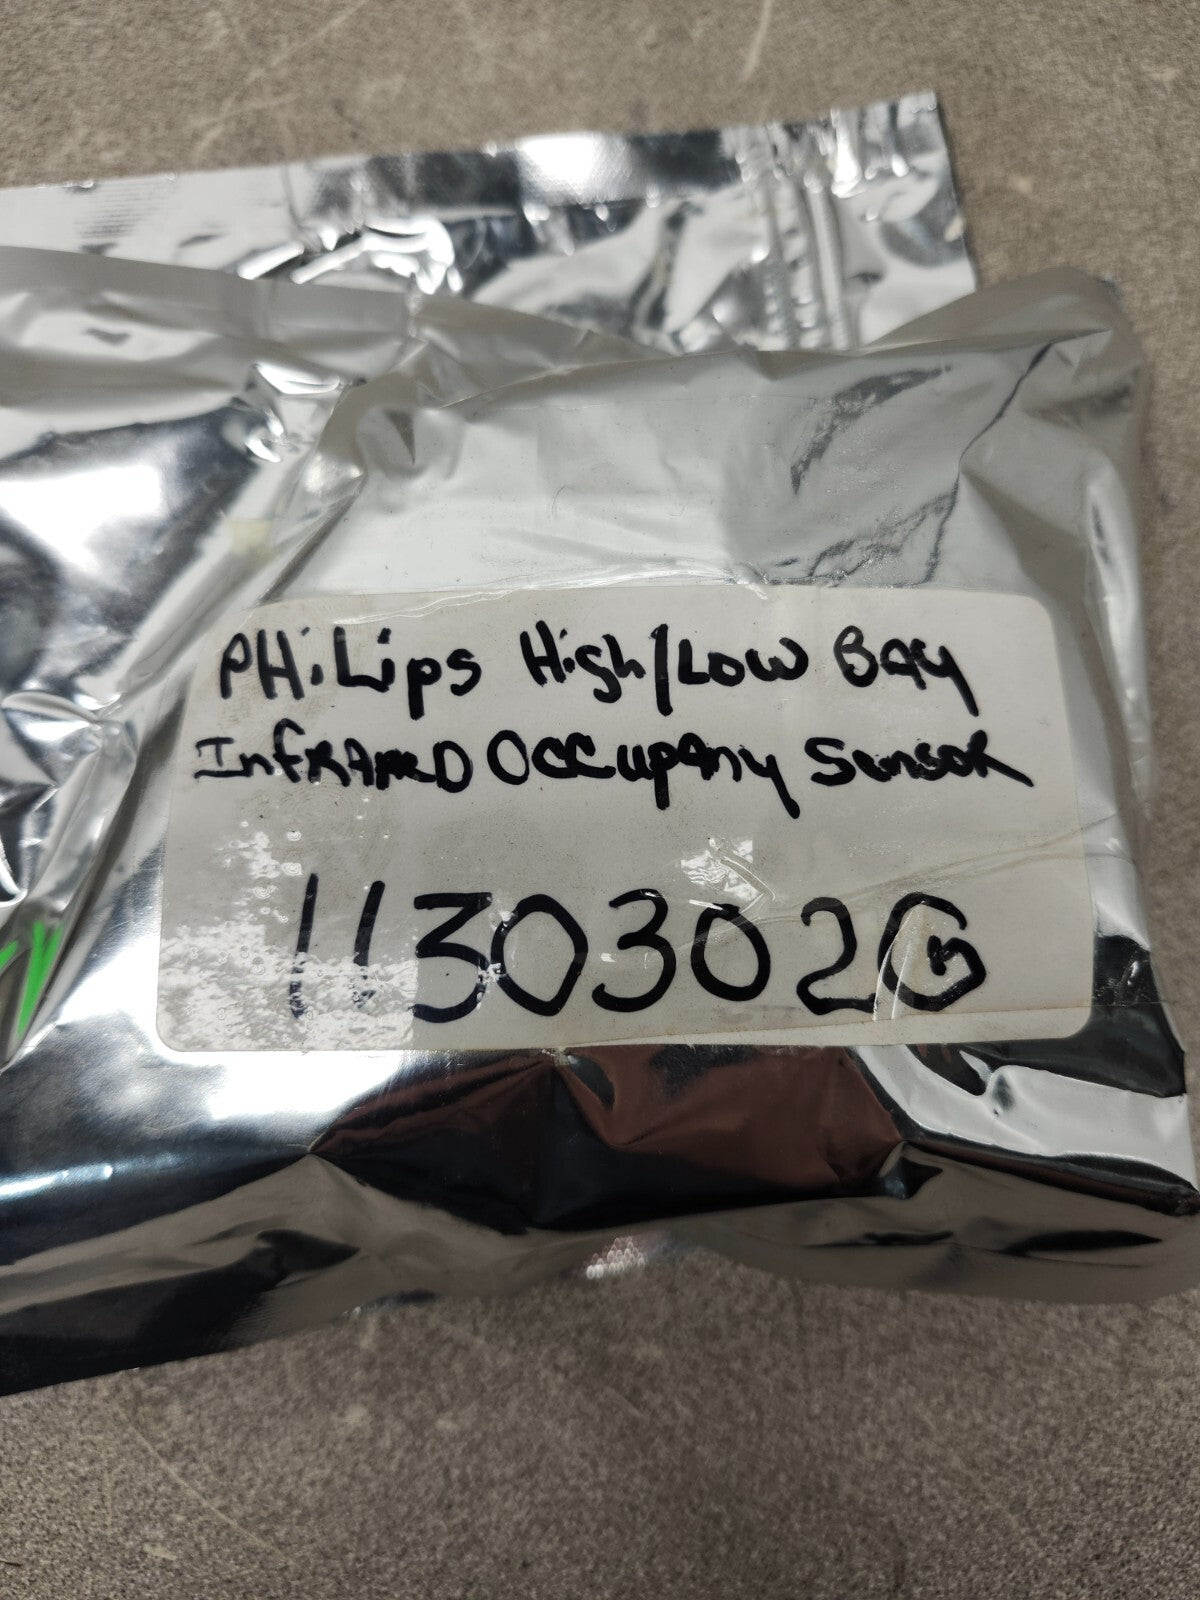 PHiLips High/Low Bay
InfRAReD OccupAny Sensor
1130302G